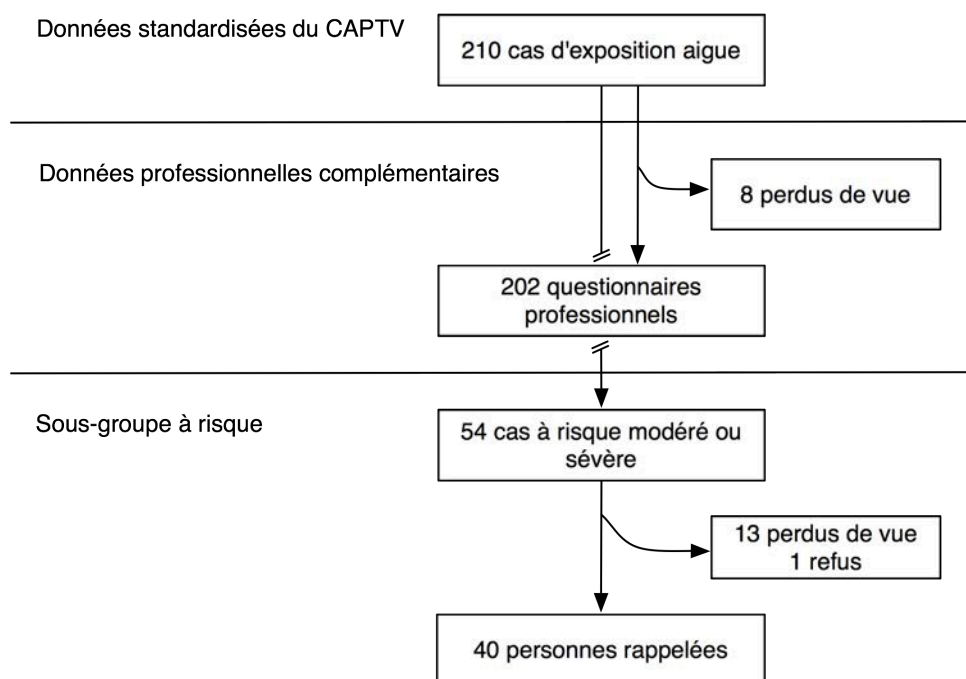 Données standardisées du CAPTV
210 cas d'exposition aigue
Données professionnelles complémentaires
8 perdus de vue
202 questionnaires
professionnels
Sous-groupe à risque
54 cas à risque modéré ou
sévère
13 perdus de vue
1 refus
40 personnes rappelées